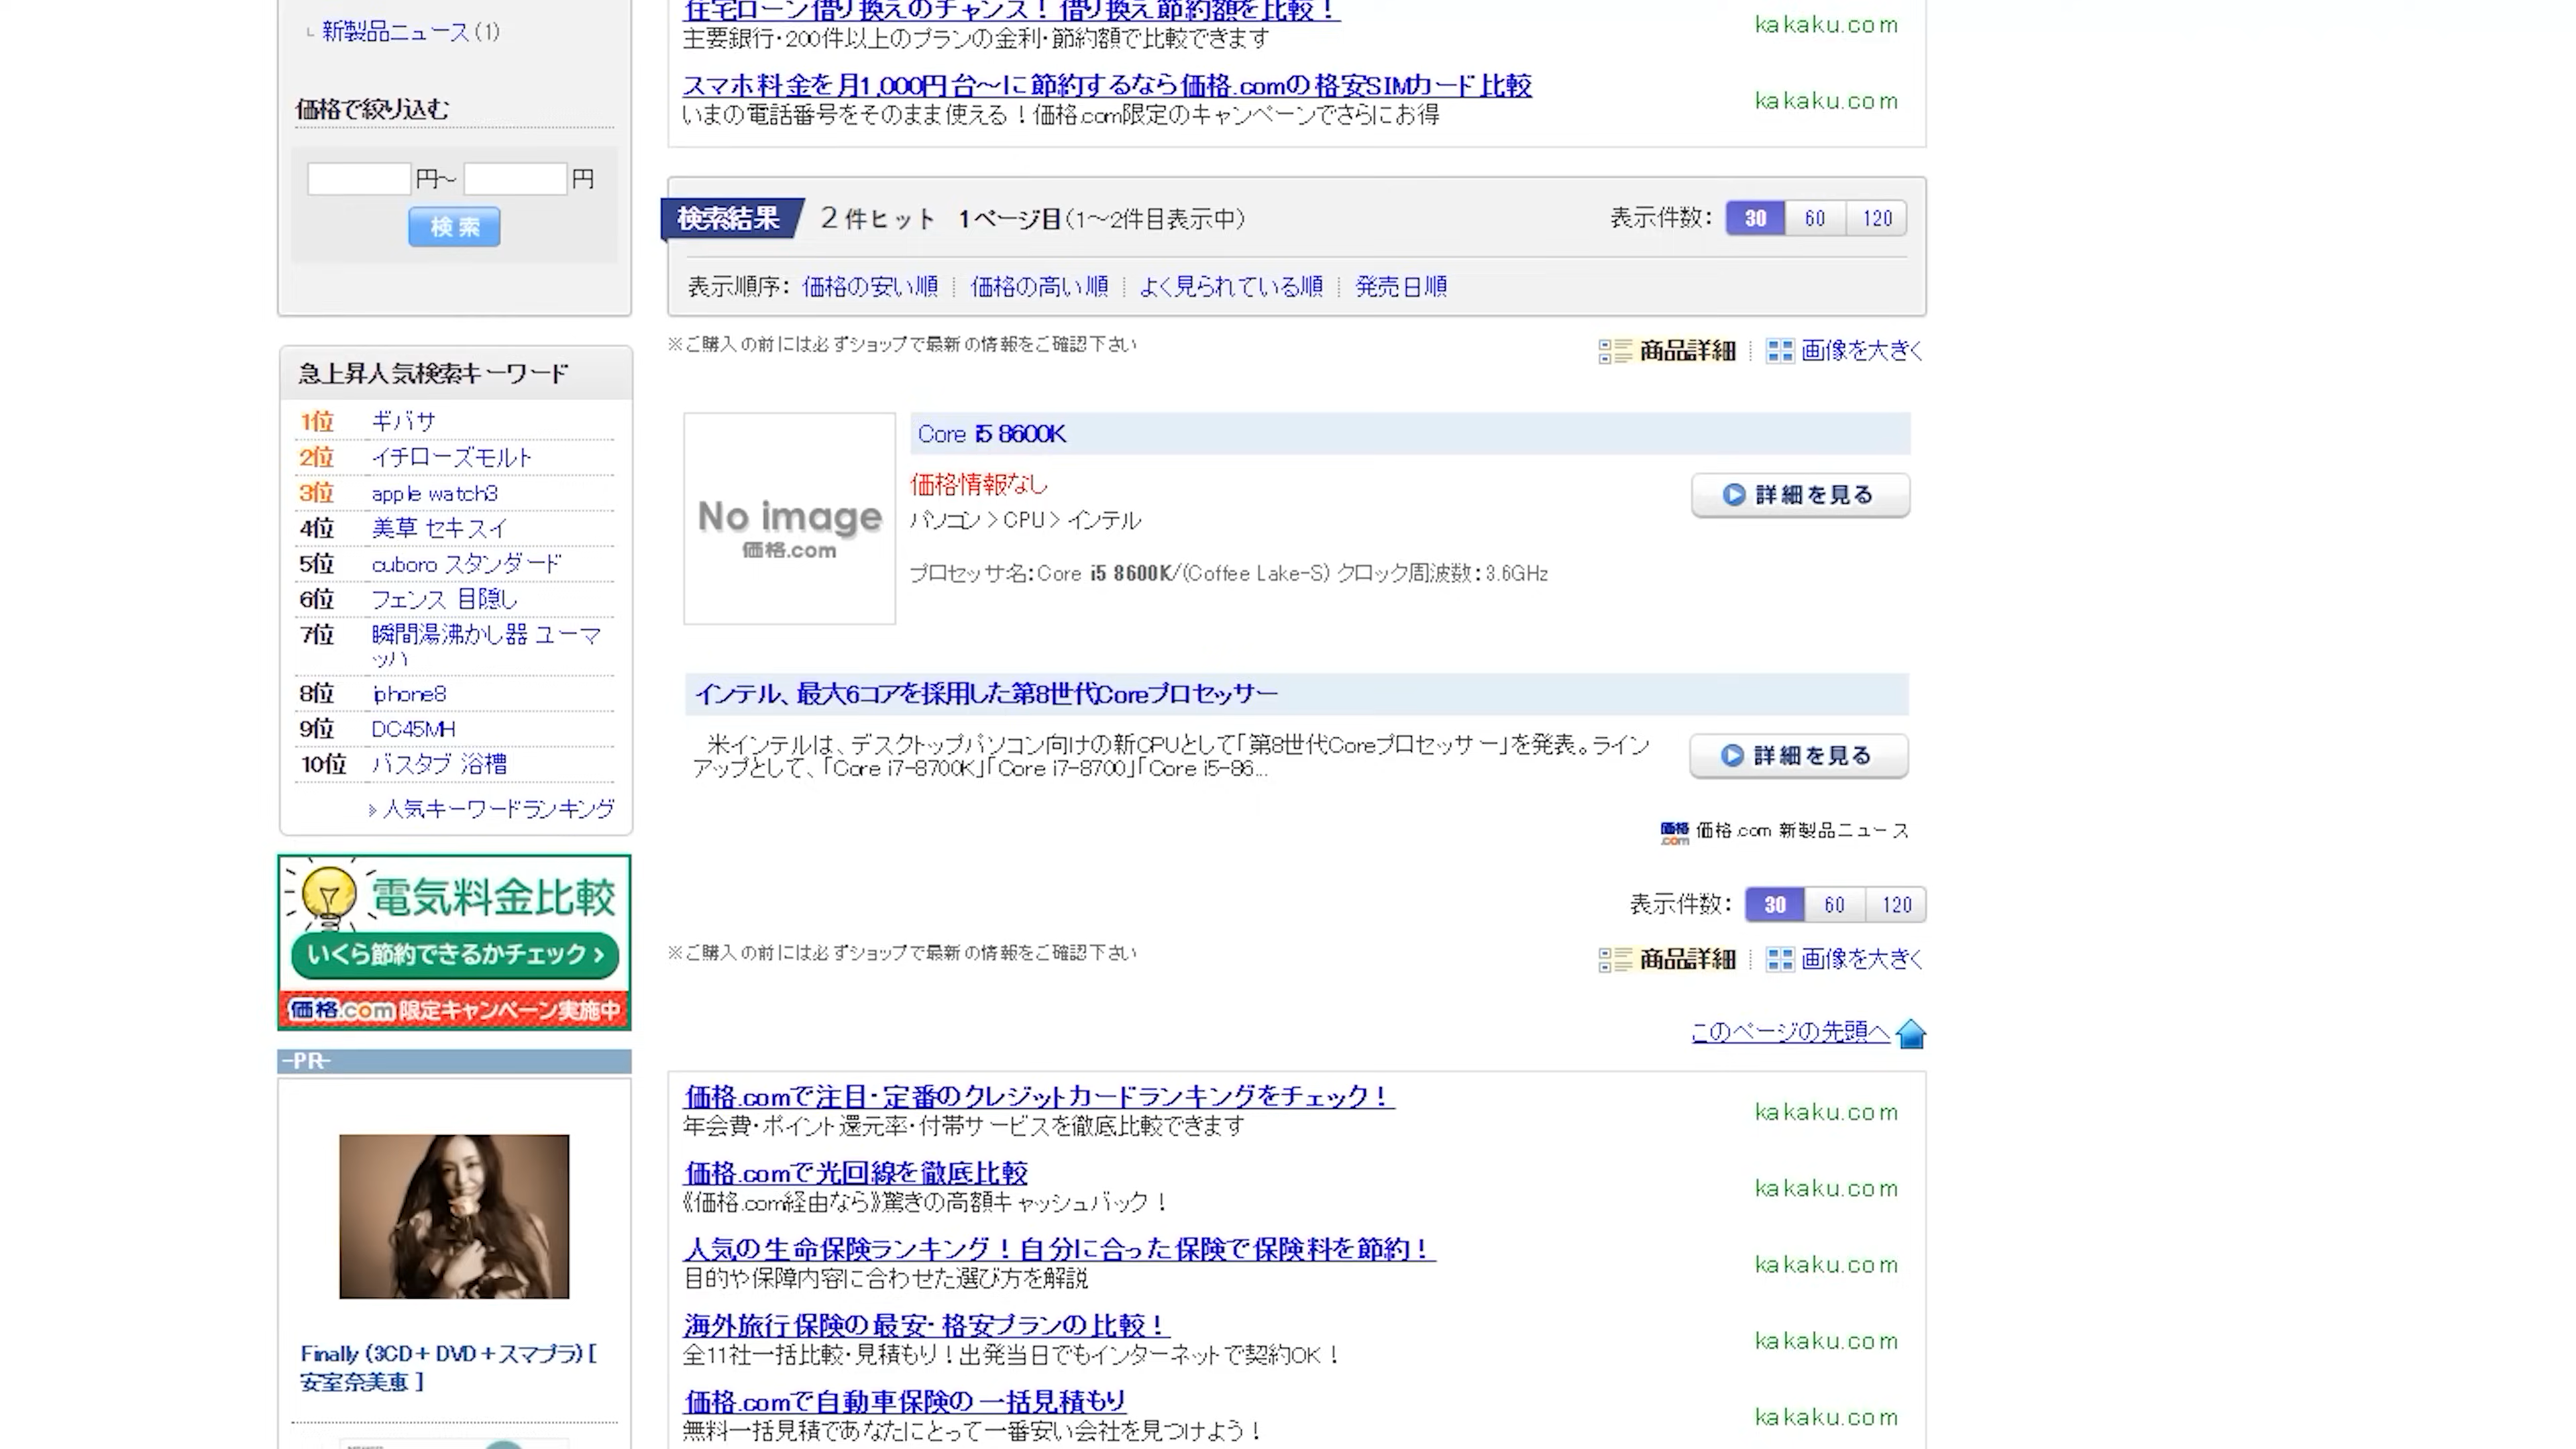 新製品ニュース(1)
価格で絞り込む
円～ 円
検索
急上昇人気検索キーワード
1位 ギバサ
2位 イチローズモルト
3位 apple watch3
4位 美草 セキスイ
5位 cuboro スタンダード
6位 フェンス 目隠し
7位 瞬間湯沸かし器 ユーマ
ッハ
8位 iphone8
9位 DC45MH
10位 バスタブ 浴槽
人気キーワードランキング
電気料金比較
いくら節約できるかチェック
価格.com 限定キャンペーン実施中
-PR-
Finally (3CD+DVD+スマプラ) [
安室奈美恵 ]
住宅ローン借り換えのチャンス！借り換え節約額を比較！
主要銀行・200件以上のプランの金利・節約額で比較できます
kakaku.com
スマホ料金を月1,000円台～に節約するなら価格.comの格安SIMカード比較
いまの電話番号をそのまま使える！価格.com限定のキャンペーンでさらにお得
kakaku.com
検索結果 2件ヒット 1ページ目(1～2件目表示中)
表示件数： 30 60 120
表示順序： 価格の安い順 価格の高い順 よく見られている順 発売日順
※ご購入の前には必ずショップで最新の情報をご確認下さい
商品詳細 画像を大きく
No image
価格.com
Core i5 8600K
価格情報なし
詳細を見る
パソコン > CPU > インテル
プロセッサ名：Core i5 8600K/(Coffee Lake-S) クロック周波数：3.6GHz
インテル、最大6コアを採用した第8世代Coreプロセッサー
米インテルは、デスクトップパソコン向けの新CPUとして「第8世代Coreプロセッサー」を発表。ライン
アップとして、「Core i7-8700K」「Core i7-8700」「Core i5-86...
詳細を見る
価格.com 価格.com 新製品ニュース
表示件数： 30 60 120
※ご購入の前には必ずショップで最新の情報をご確認下さい
商品詳細 画像を大きく
このページの先頭へ
価格.comで注目・定番のクレジットカードランキングをチェック！
年会費・ポイント還元率・付帯サービスを徹底比較できます
kakaku.com
価格.comで光回線を徹底比較
《価格.com経由なら》驚きの高額キャッシュバック！
kakaku.com
人気の生命保険ランキング！自分に合った保険で保険料を節約！
目的や保障内容に合わせた選び方を解説
kakaku.com
海外旅行保険の最安・格安プランの比較！
全11社一括比較・見積もり！出発当日でもインターネットで契約OK！
kakaku.com
価格.comで自動車保険の一括見積もり
無料一括見積であなたにとって一番安い会社を見つけよう！
kakaku.com